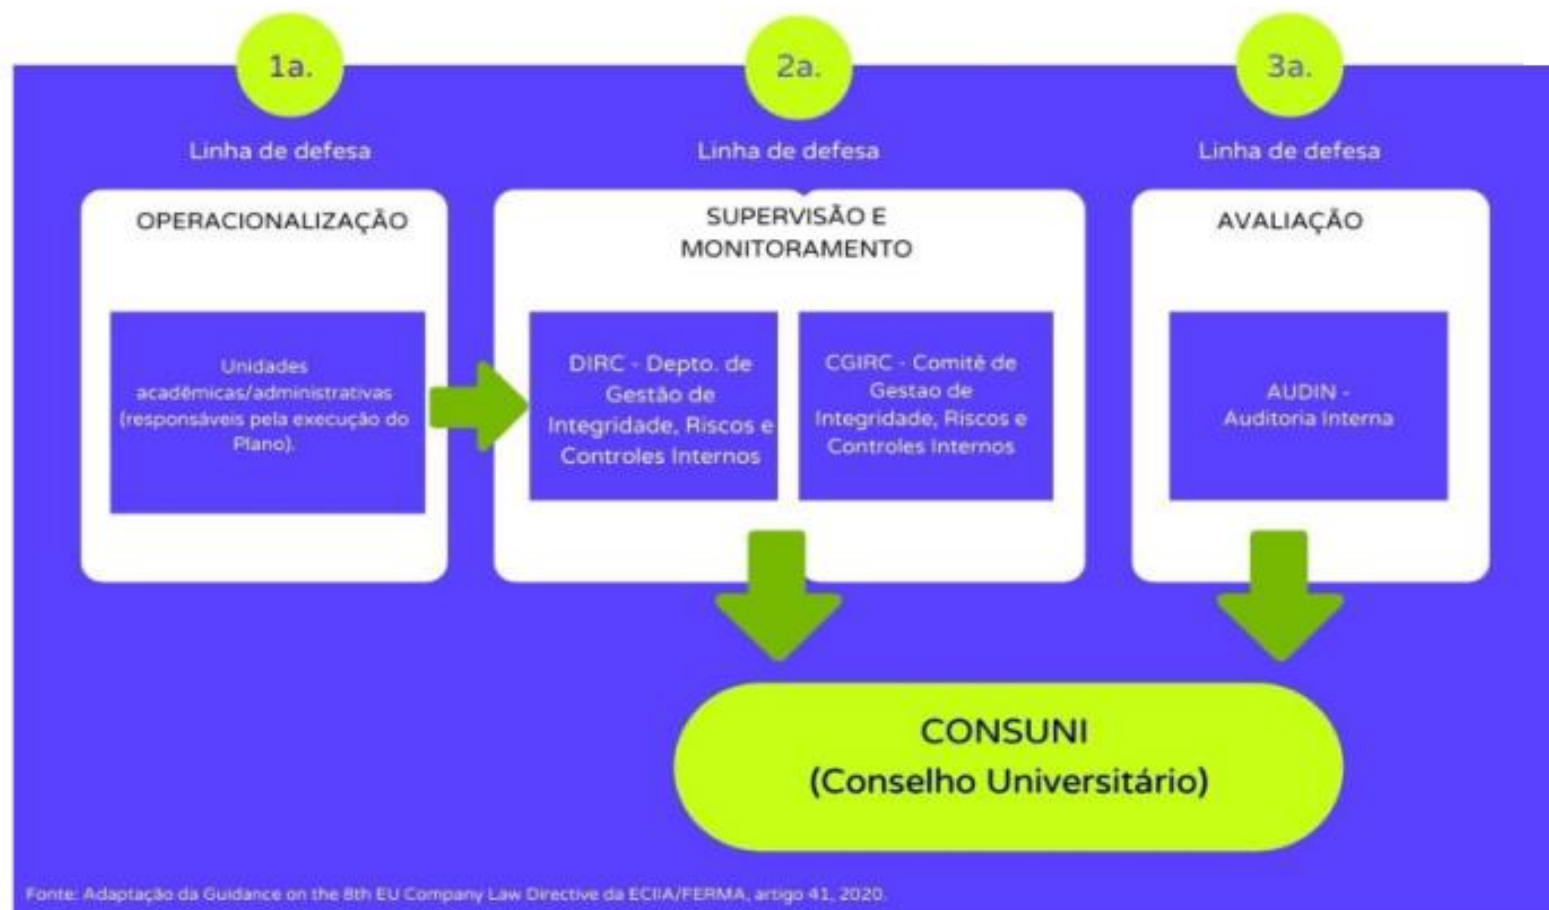 1a.
Linha de defesa
OPERACIONALIZAÇÃO
Unidades
acadêmicas/administrativas
(responsáveis pela execução do
Plano).
2a.
Linha de defesa
SUPERVISÃO E
MONITORAMENTO
DIRC - Depto. de
Gestão de
Integridade, Riscos e
Controles Internos
CGIRC - Comitê de
Gestao de
Integridade, Riscos e
Controles Internos
3a.
Linha de defesa
AVALIAÇÃO
AUDIN -
Auditoria Interna
CONSUNI
(Conselho Universitário)
Fonte: Adaptação da Guidance on the 8th EU Company Law Directive da ECIIA/FERMA, artigo 41, 2020.